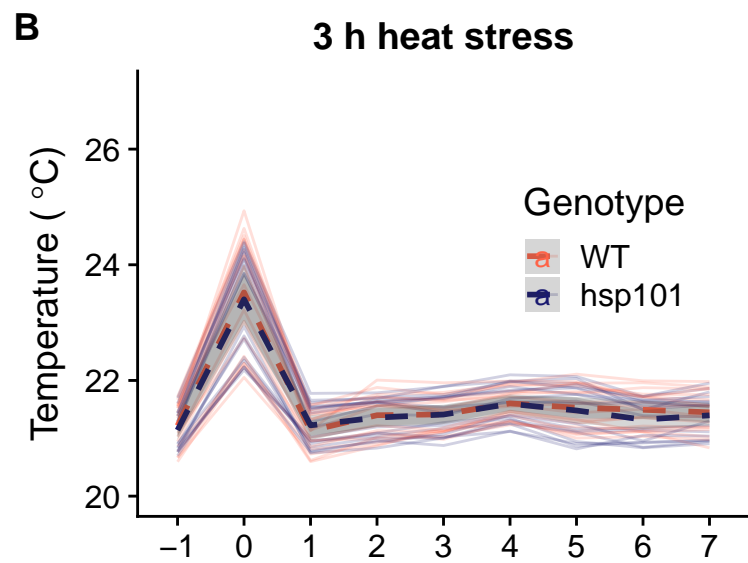 B
3 h heat stress
Temperature ( °C)
26
24
22
20
Genotype
a WT
a hsp101
−1 0 1 2 3 4 5 6 7